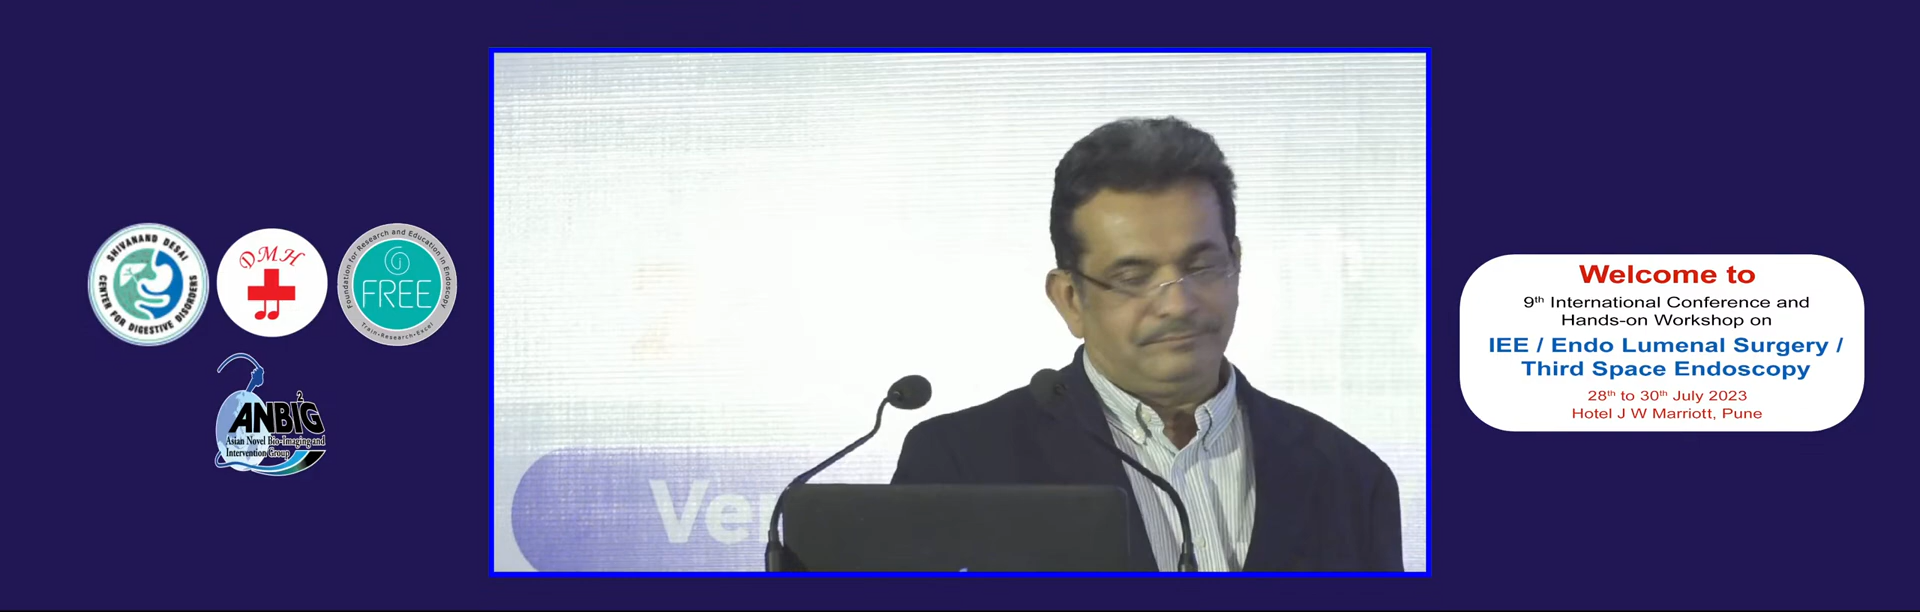 SHIVANAND DESAI
CENTER FOR DIGESTIVE DISORDERS
DMH
Foundation for Research and Education in Endoscopy
FREE
Train•Research•Excel
ANBI²G
Asian Novel Bio-Imaging and
Intervention Group
Ver
Welcome to
9th International Conference and
Hands-on Workshop on
IEE / Endo Lumenal Surgery /
Third Space Endoscopy
28th to 30th July 2023
Hotel J W Marriott, Pune